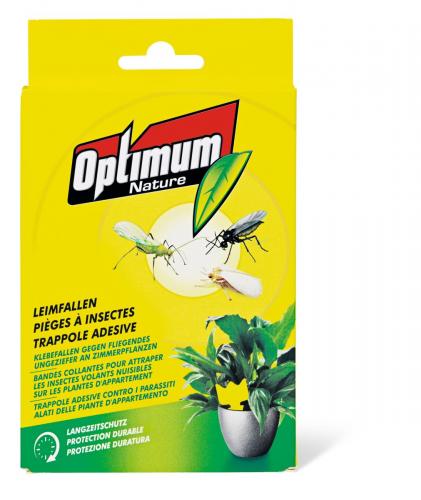 Optimum
Nature
LEIMFALLEN
PIÈGES À INSECTES
TRAPPOLE ADESIVE
KLEBEFALLEN GEGEN FLIEGENDES
UNGEZIEFER AN ZIMMERPFLANZEN
BANDES COLLANTES POUR ATTRAPER
LES INSECTES VOLANTS NUISIBLES
SUR LES PLANTES D'APPARTEMENT
TRAPPOLE ADESIVE CONTRO I PARASSITI
ALATI DELLE PIANTE D'APPARTEMENTO
LANGZEITSCHUTZ
PROTECTION DURABLE
PROTEZIONE DURATURA